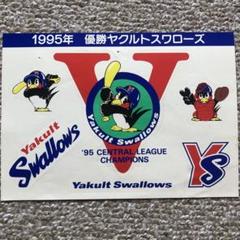 1995年 優勝ヤクルトスワローズ
V
Yakult Swallows
Yakult
Swallows
'95 CENTRAL LEAGUE
CHAMPIONS
YS
Yakult Swallows